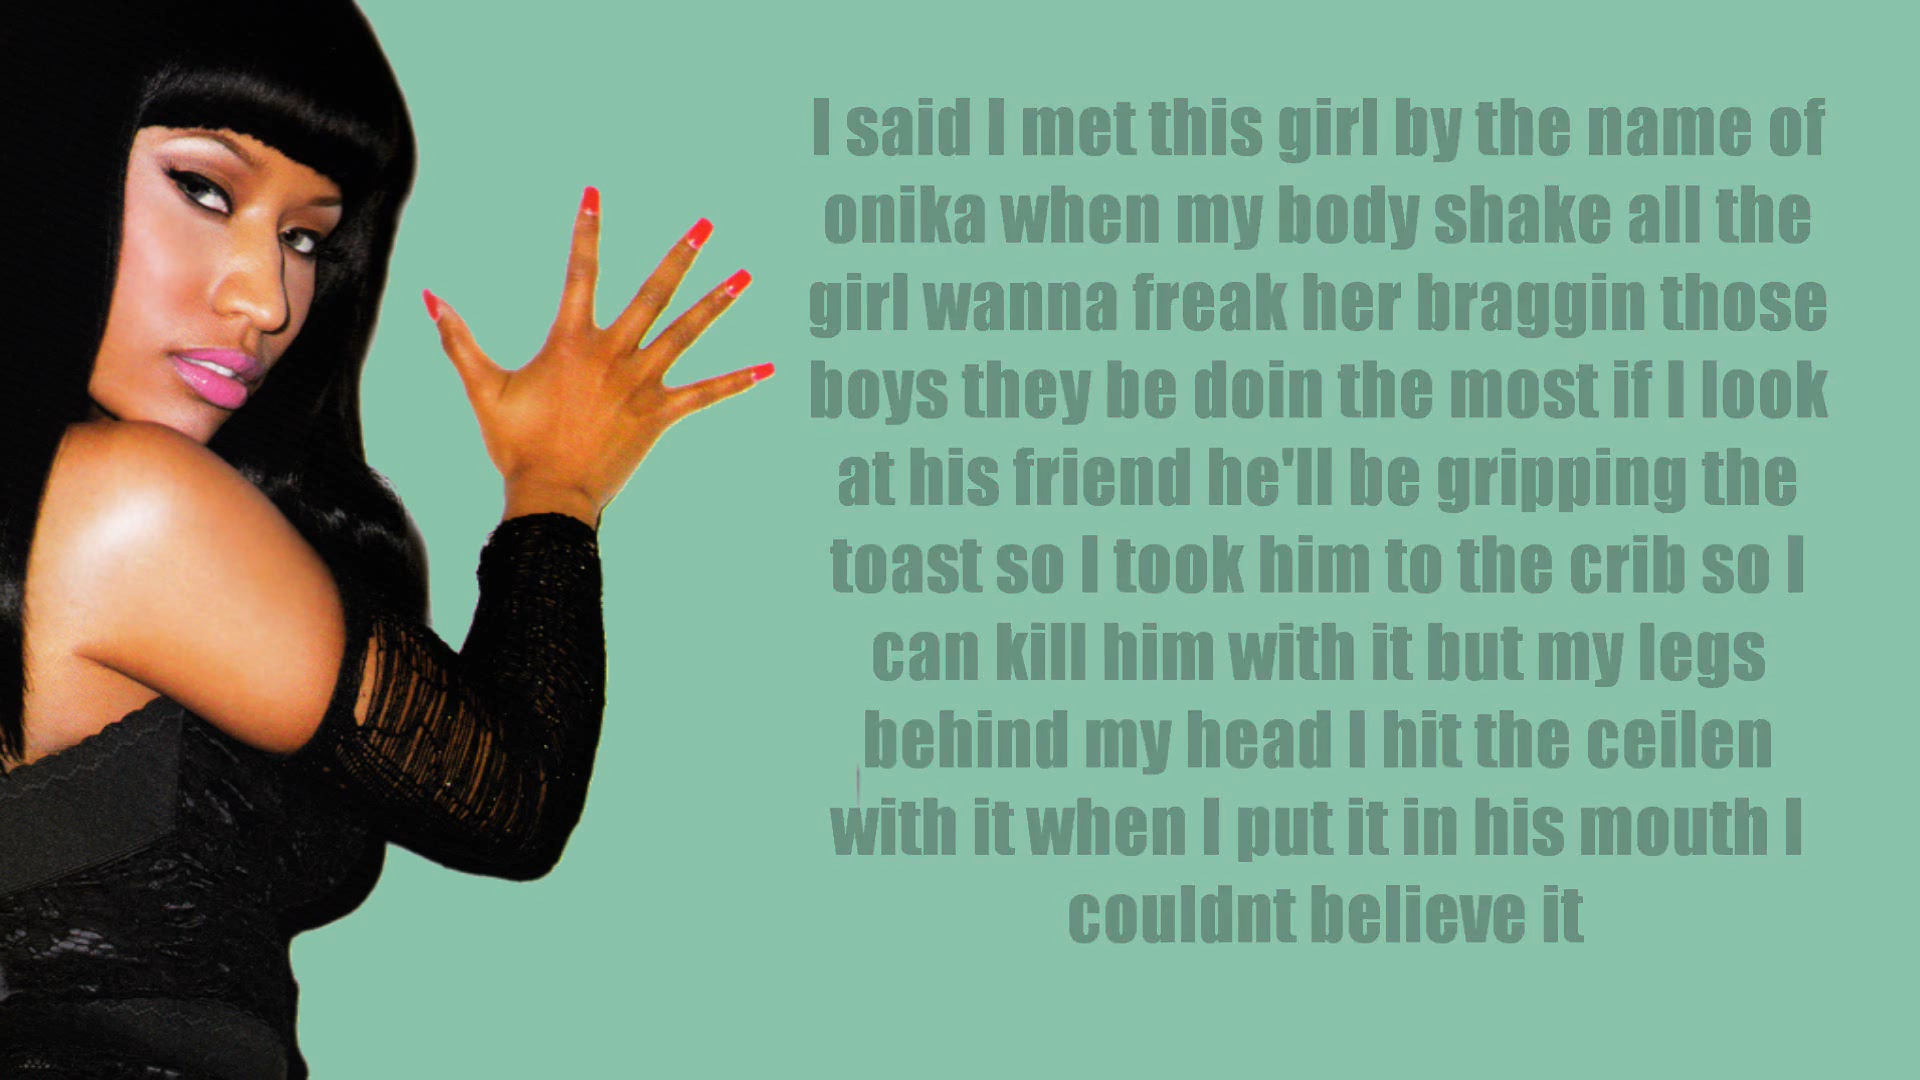 I said I met this girl by the name of
onika when my body shake all the
girl wanna freak her braggin those
boys they be doin the most if I look
at his friend he'll be gripping the
toast so I took him to the crib so I
can kill him with it but my legs
behind my head I hit the ceilen
with it when I put it in his mouth I
couldnt believe it